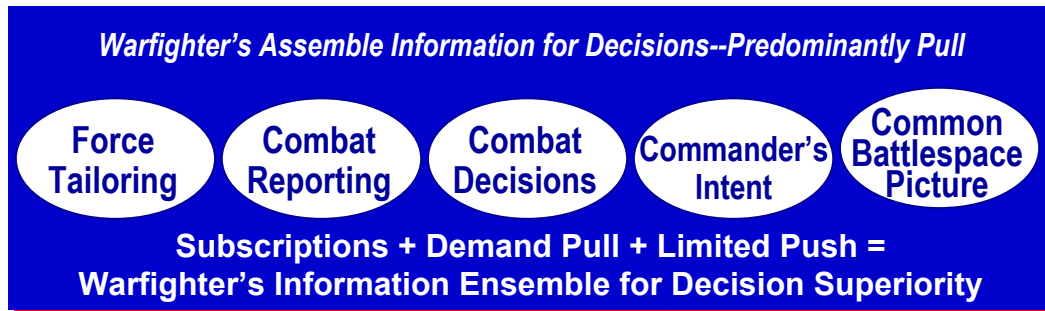 Warfighter’s Assemble Information for Decisions--Predominantly Pull
Force
Tailoring
Combat
Reporting
Combat
Decisions
Commander’s
Intent
Common
Battlespace
Picture
Subscriptions + Demand Pull + Limited Push =
Warfighter’s Information Ensemble for Decision Superiority